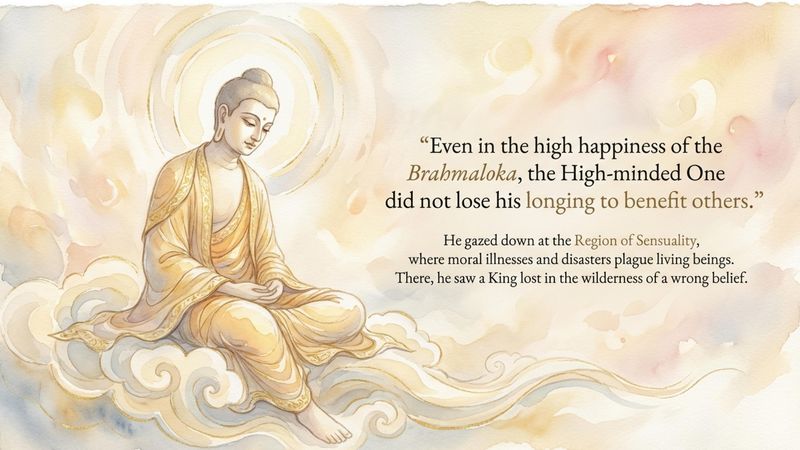 “Even in the high happiness of the
Brahmaloka, the High-minded One
did not lose his longing to benefit others.”
He gazed down at the Region of Sensuality,
where moral illnesses and disasters plague living beings.
There, he saw a King lost in the wilderness of a wrong belief.